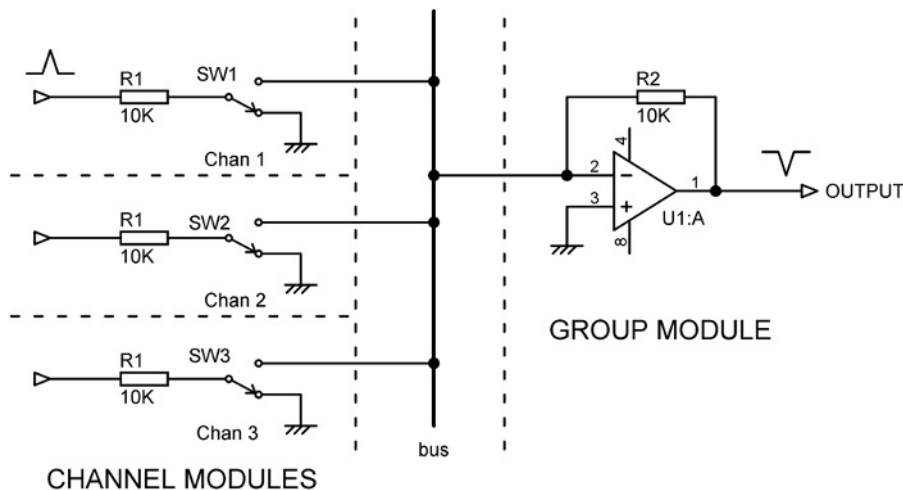 R1
10K
SW1
Chan 1
R1
10K
SW2
Chan 2
R1
10K
SW3
Chan 3
CHANNEL MODULES
bus
R2
10K
4
2
−
3
+
1
8
U1:A
OUTPUT
GROUP MODULE